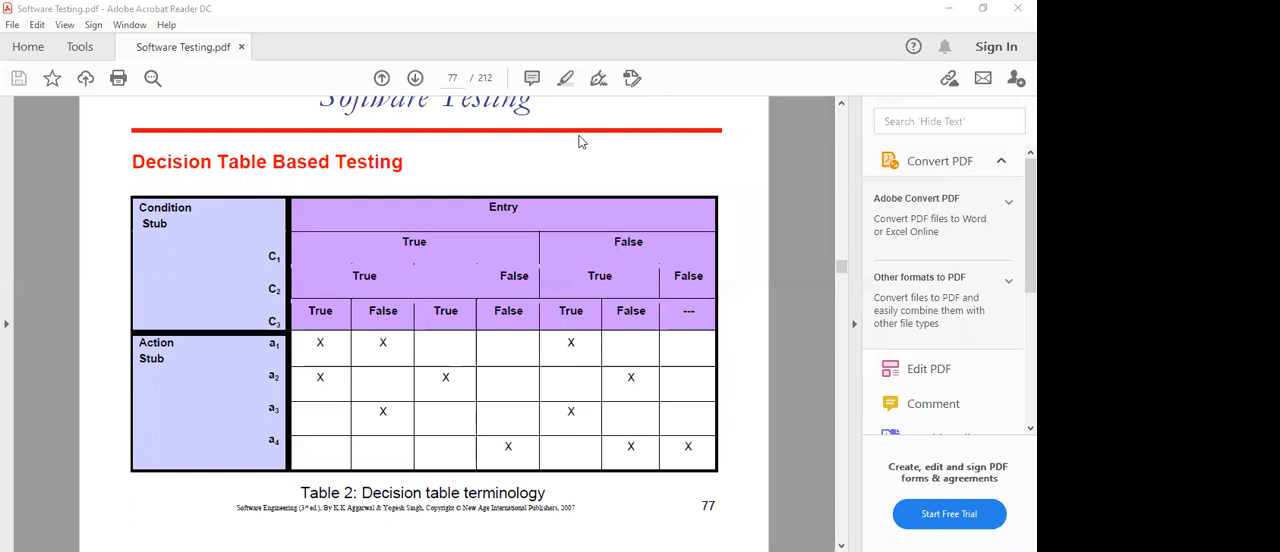 Software Testing.pdf - Adobe Acrobat Reader DC
File Edit View Sign Window Help
Home Tools Software Testing.pdf × Sign In
77 / 212
Software Testing
Decision Table Based Testing
Condition Stub Entry
C1 True False
C2 True False True False
C3 True False True False True False ---
Action Stub a1 X X X
a2 X X X
a3 X X
a4 X X X
Table 2: Decision table terminology
Software Engineering (3rd ed.), By K.K Aggarwal & Yogesh Singh, Copyright © New Age International Publishers, 2007
77
Search 'Hide Text'
Convert PDF
Adobe Convert PDF
Convert PDF files to Word
or Excel Online
Other formats to PDF
Convert files to PDF and
easily combine them with
other file types
Edit PDF
Comment
Create, edit and sign PDF
forms & agreements
Start Free Trial